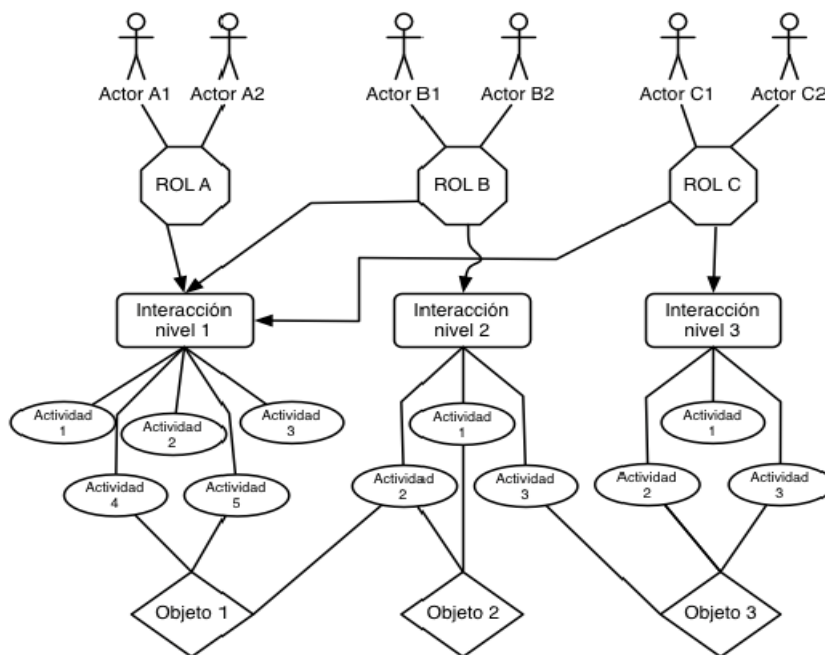 Actor A1
Actor A2
Actor B1
Actor B2
Actor C1
Actor C2
ROL A
ROL B
ROL C
Interacción
nivel 1
Interacción
nivel 2
Interacción
nivel 3
Actividad
1
Actividad
2
Actividad
3
Actividad
1
Actividad
1
Actividad
4
Actividad
5
Actividad
2
Actividad
3
Actividad
2
Actividad
3
Objeto 1
Objeto 2
Objeto 3